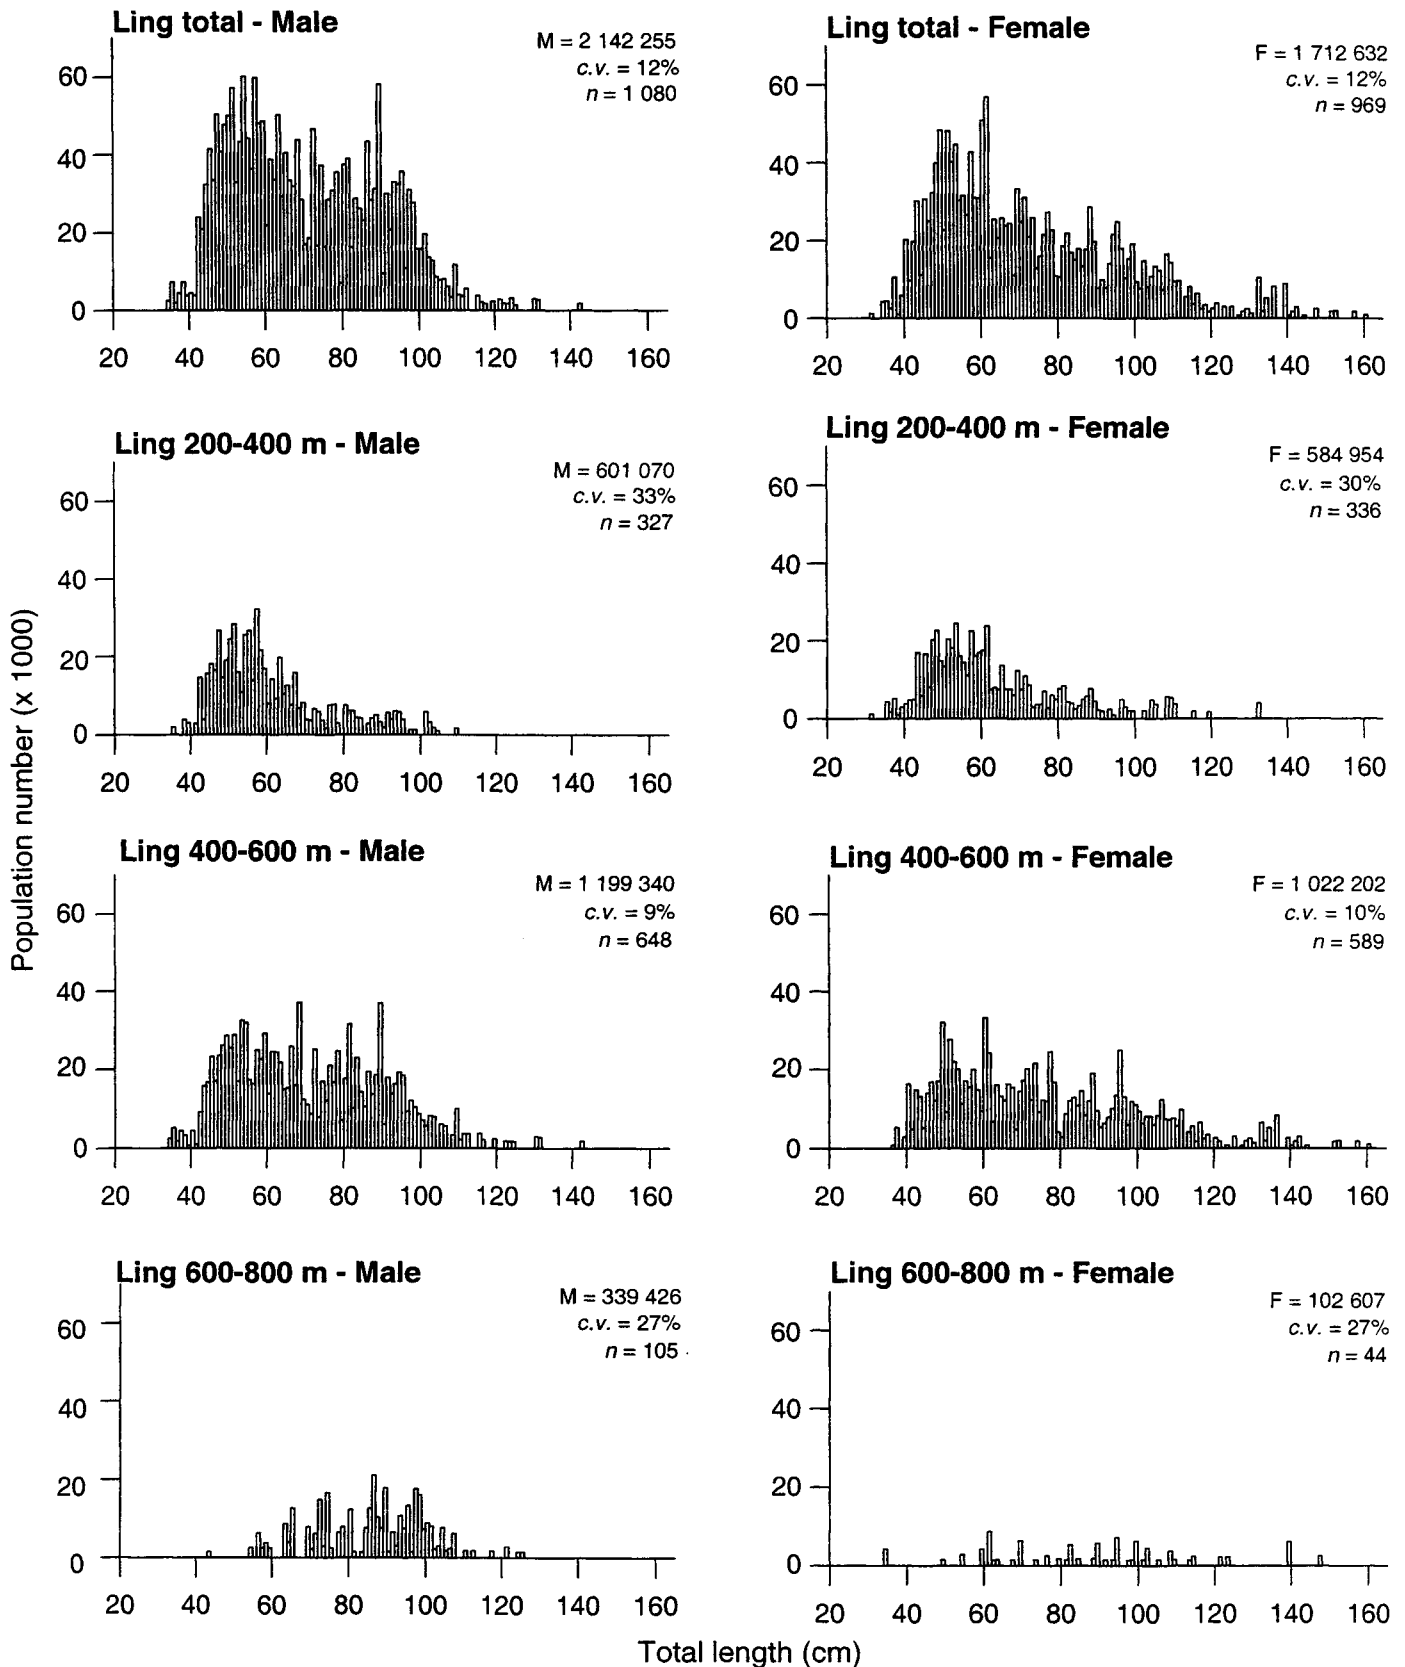 Ling total - Male
M = 2 142 255
c.v. = 12%
n = 1 080
60
40
20
0
20 40 60 80 100 120 140 160
Ling total - Female
F = 1 712 632
c.v. = 12%
n = 969
60
40
20
0
20 40 60 80 100 120 140 160
Ling 200-400 m - Male
M = 601 070
c.v. = 33%
n = 327
60
40
20
0
20 40 60 80 100 120 140 160
Ling 200-400 m - Female
F = 584 954
c.v. = 30%
n = 336
60
40
20
0
20 40 60 80 100 120 140 160
Population number (x 1000)
Ling 400-600 m - Male
M = 1 199 340
c.v. = 9%
n = 648
60
40
20
0
20 40 60 80 100 120 140 160
Ling 400-600 m - Female
F = 1 022 202
c.v. = 10%
n = 589
60
40
20
0
20 40 60 80 100 120 140 160
Ling 600-800 m - Male
M = 339 426
c.v. = 27%
n = 105
60
40
20
0
20 40 60 80 100 120 140 160
Ling 600-800 m - Female
F = 102 607
c.v. = 27%
n = 44
60
40
20
0
20 40 60 80 100 120 140 160
Total length (cm)